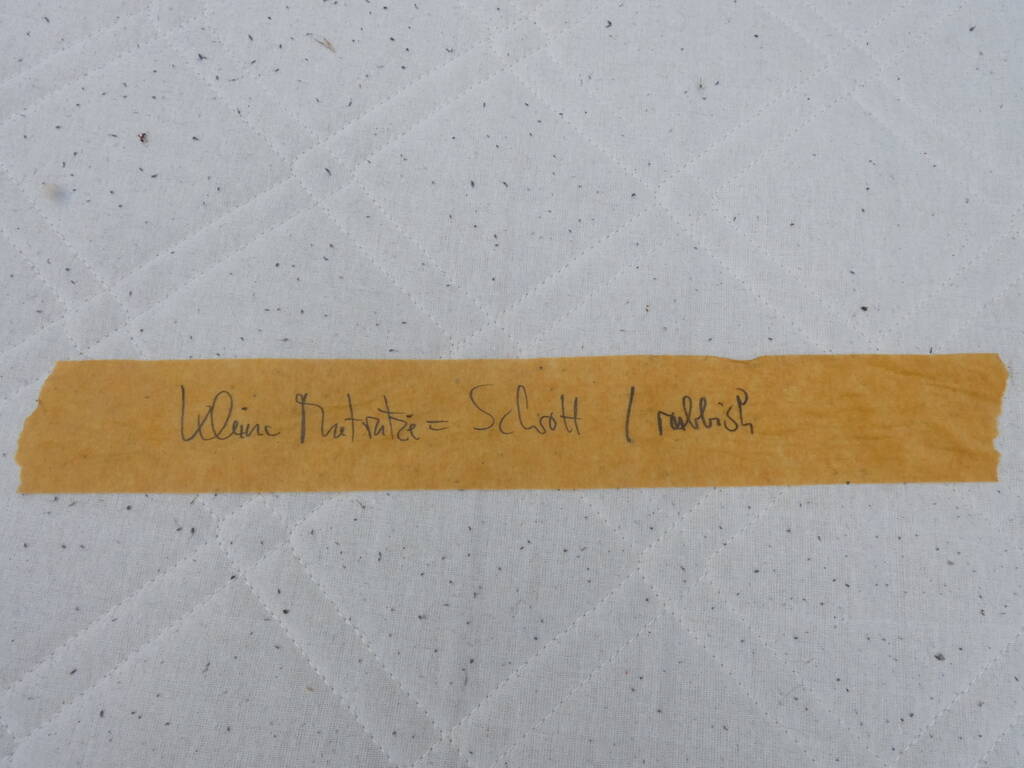 kleine Matratze = Schrott / rubbish